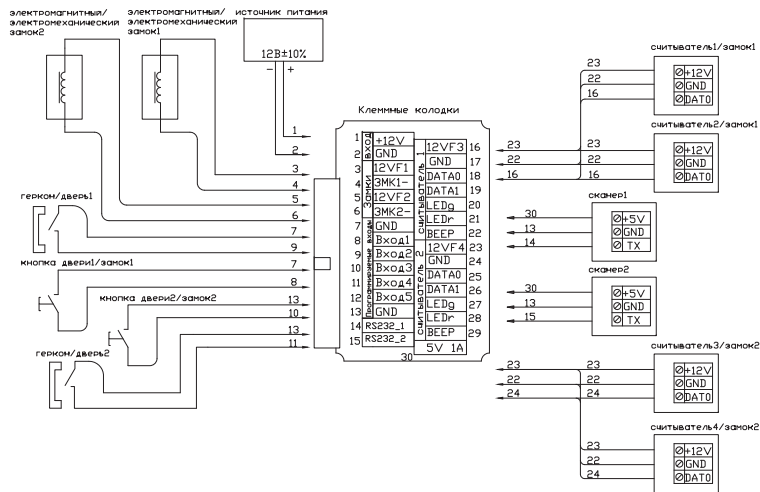 электромагнитный/
электромеханический
замок2
электромагнитный/
электромеханический
замок1
источник питания
12В±10%
− +
Клеммные колодки
1
2
3
4
5
6
7
9
7
8
13
10
13
11
геркон/дверь1
кнопка двери1/замок1
кнопка двери2/замок2
геркон/дверь2
вход
Замки
Програмируемые входы
1 +12V
2 GND
3 12VF1
4 ЗМК1-
5 12VF2
6 ЗМК2-
7 GND
8 Вход1
9 Вход2
10 Вход3
11 Вход4
12 Вход5
13 GND
14 RS232_1
15 RS232_2
считыватель 1
12VF3 16
GND 17
DATA0 18
DATA1 19
LEDg 20
LEDr 21
BEEP 22
считыватель 2
12VF4 23
GND 24
DATA0 25
DATA1 26
LEDg 27
LEDr 28
BEEP 29
5V 1A
30
считыватель1/замок1
23 +12V
22 GND
16 DAT0
считыватель2/замок1
23 23 +12V
22 22 GND
16 16 DAT0
сканер1
30 +5V
13 GND
14 TX
сканер2
30 +5V
13 GND
15 TX
считыватель3/замок2
23 23 +12V
22 22 GND
24 24 DAT0
считыватель4/замок2
23 +12V
22 GND
24 DAT0